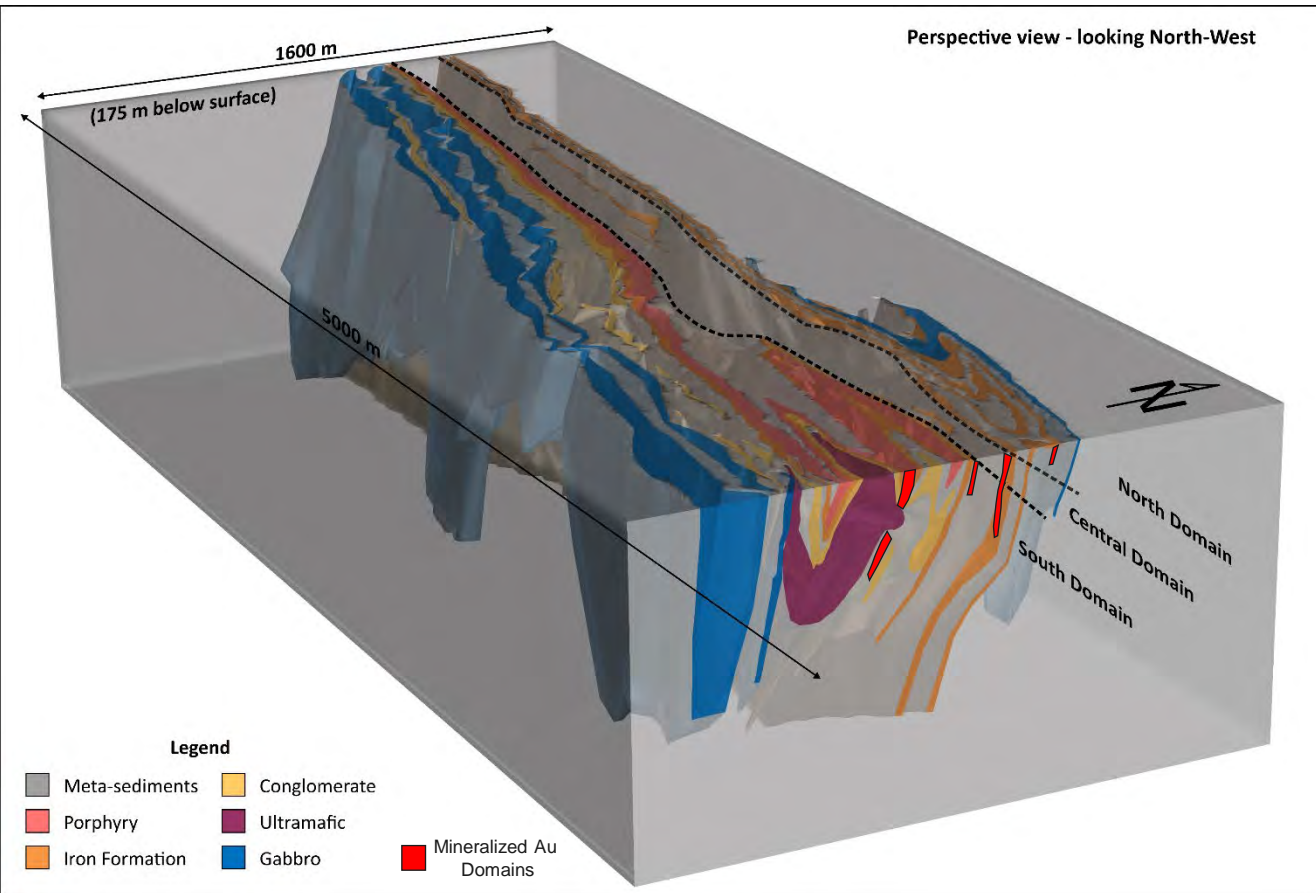 Perspective view - looking North-West
1600 m
(175 m below surface)
5000 m
N
North Domain
Central Domain
South Domain
Legend
Meta-sediments
Conglomerate
Porphyry
Ultramafic
Iron Formation
Gabbro
Mineralized Au
Domains